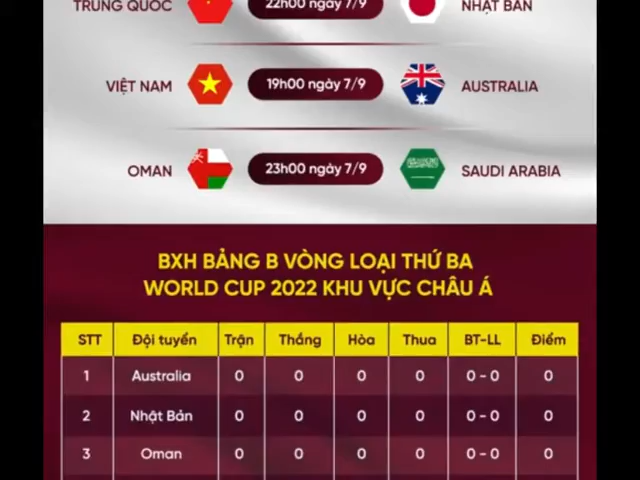 TRUNG QUỐC 22h00 ngày 7/9 NHẬT BẢN
VIỆT NAM 19h00 ngày 7/9 AUSTRALIA
OMAN 23h00 ngày 7/9 SAUDI ARABIA
BXH BẢNG B VÒNG LOẠI THỨ BA
WORLD CUP 2022 KHU VỰC CHÂU Á
STT Đội tuyển Trận Thắng Hòa Thua BT-LL Điểm
1 Australia 0 0 0 0 0 - 0 0
2 Nhật Bản 0 0 0 0 0 - 0 0
3 Oman 0 0 0 0 0 - 0 0